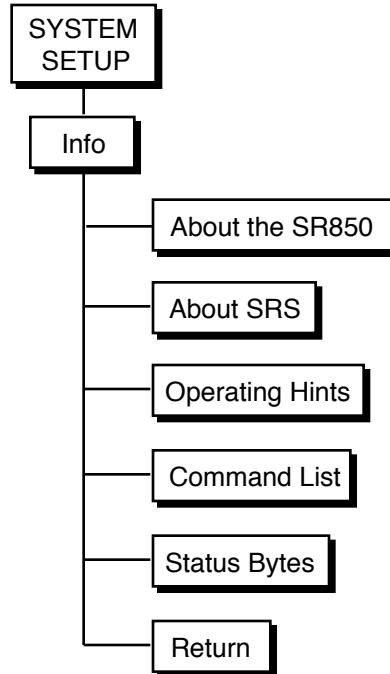 SYSTEM
SETUP
Info
About the SR850
About SRS
Operating Hints
Command List
Status Bytes
Return